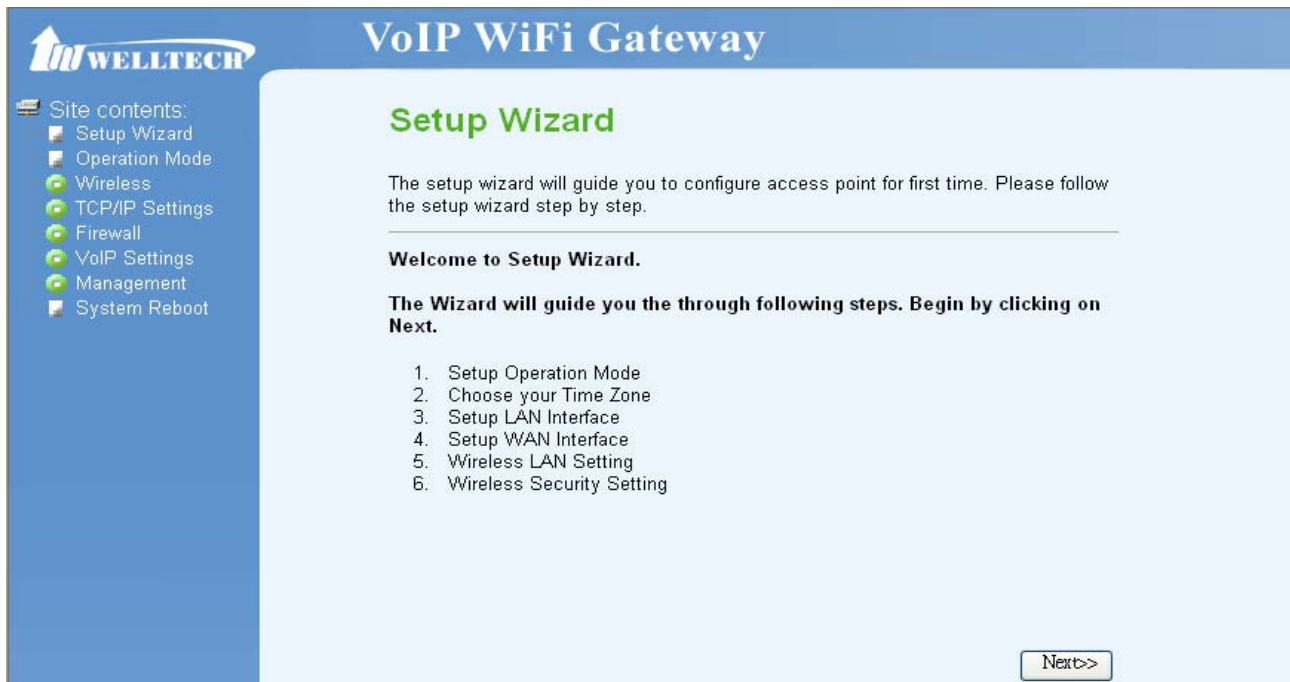 WELLTECH
VoIP WiFi Gateway
Site contents:
Setup Wizard
Operation Mode
Wireless
TCP/IP Settings
Firewall
VoIP Settings
Management
System Reboot
Setup Wizard
The setup wizard will guide you to configure access point for first time. Please follow
the setup wizard step by step.
Welcome to Setup Wizard.
The Wizard will guide you the through following steps. Begin by clicking on
Next.
1. Setup Operation Mode
2. Choose your Time Zone
3. Setup LAN Interface
4. Setup WAN Interface
5. Wireless LAN Setting
6. Wireless Security Setting
Next>>